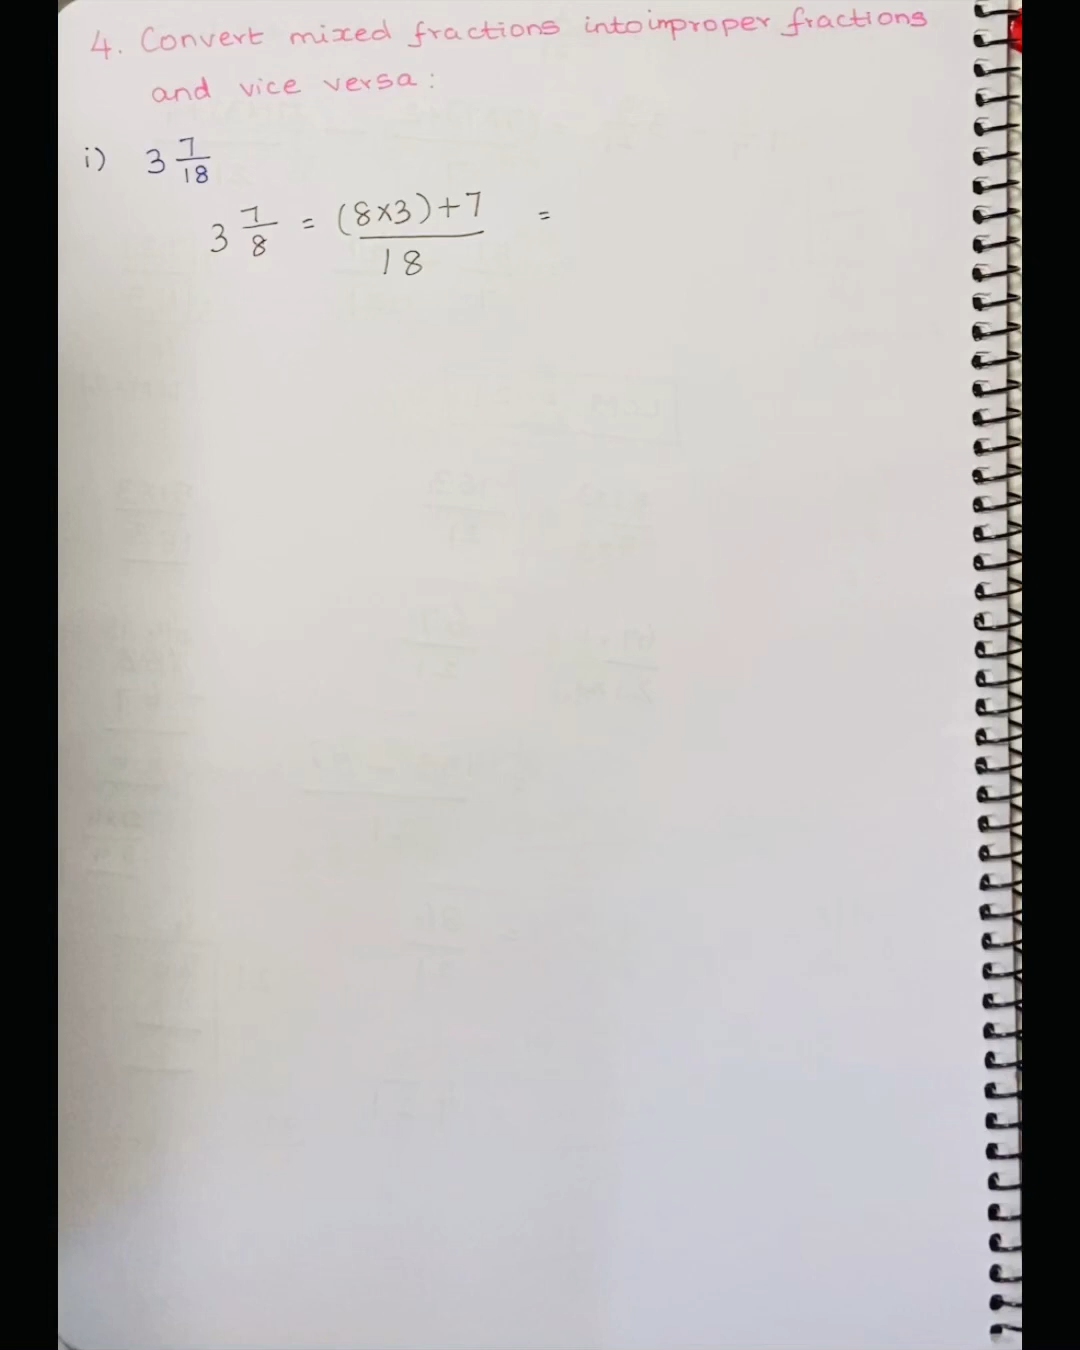 4. Convert mixed fractions into improper fractions
and vice versa:
i) 3 7/18
3 7/8 = (8×3)+7/18 =